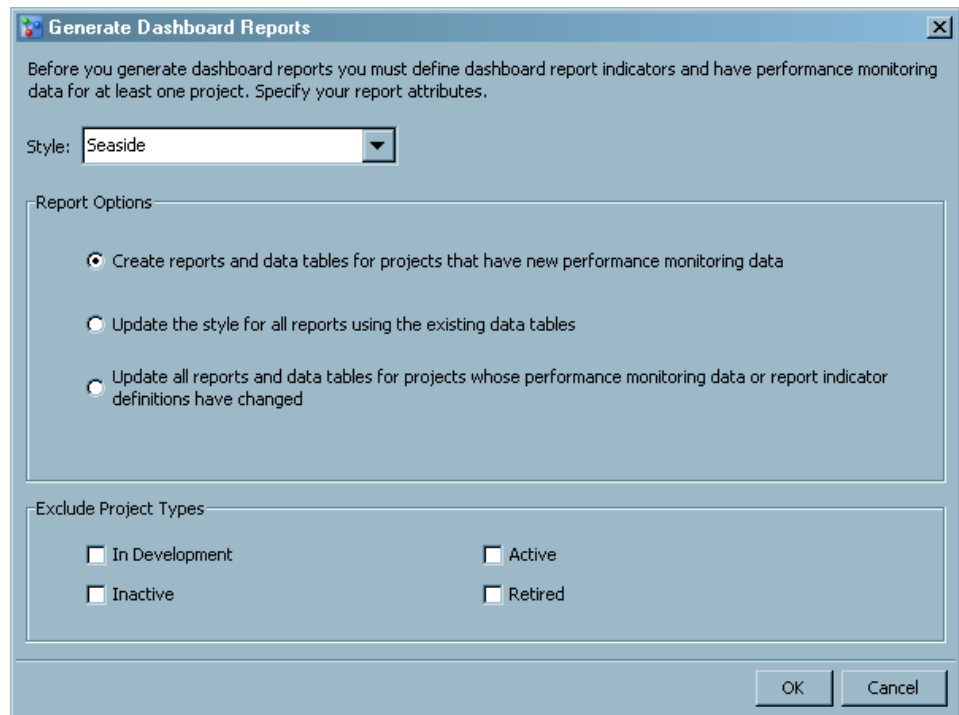 Generate Dashboard Reports
Before you generate dashboard reports you must define dashboard report indicators and have performance monitoring
data for at least one project. Specify your report attributes.
Style: Seaside
Report Options
Create reports and data tables for projects that have new performance monitoring data
Update the style for all reports using the existing data tables
Update all reports and data tables for projects whose performance monitoring data or report indicator
definitions have changed
Exclude Project Types
In Development Active
Inactive Retired
OK Cancel